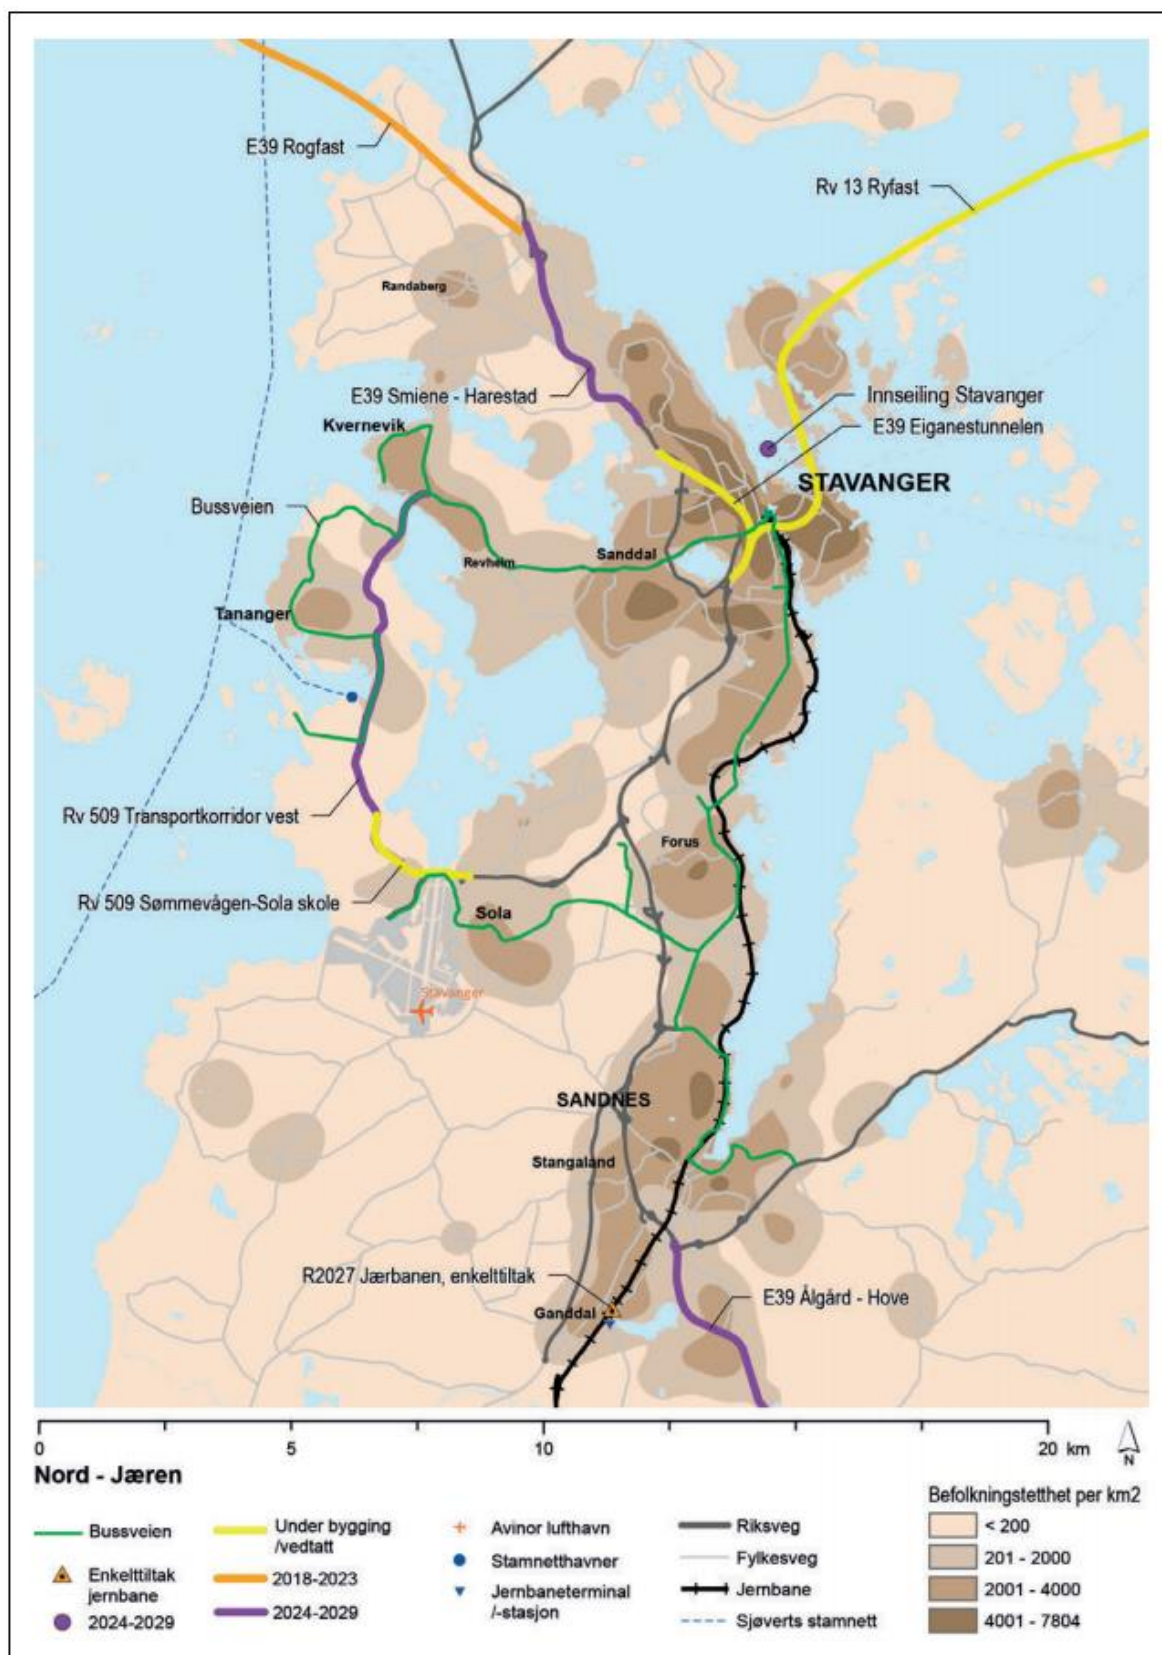 E39 Rogfast
Rv 13 Ryfast
Randaberg
E39 Smiene - Harestad
Innseiling Stavanger
Kvernevik
E39 Eiganestunnelen
STAVANGER
Bussveien
Sanddal
Revheim
Tananger
Rv 509 Transportkorridor vest
Forus
Rv 509 Sømmevågen-Sola skole
Sola
Stavanger
SANDNES
Stangaland
R2027 Jærbanen, enkelttiltak
E39 Ålgård - Hove
Ganddal
0 5 10 20 km
N
Nord - Jæren
Bussveien
Enkelttiltak
jernbane
2024-2029
Under bygging
/vedtatt
2018-2023
2024-2029
Avinor lufthavn
Stamnetthavner
Jernbaneterminal
/-stasjon
Riksveg
Fylkesveg
Jernbane
Sjøverts stamnett
Befolkningstetthet per km2
< 200
201 - 2000
2001 - 4000
4001 - 7804